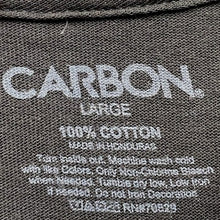 CARBON.
LARGE
100% COTTON
MADE IN HONDURAS
Turn inside out. Machine wash cold
with like Colors. Only Non-Chlorine Bleach
When Needed. Tumble dry low, Low Iron
if Needed. Do not Iron Decoration
RN#70529